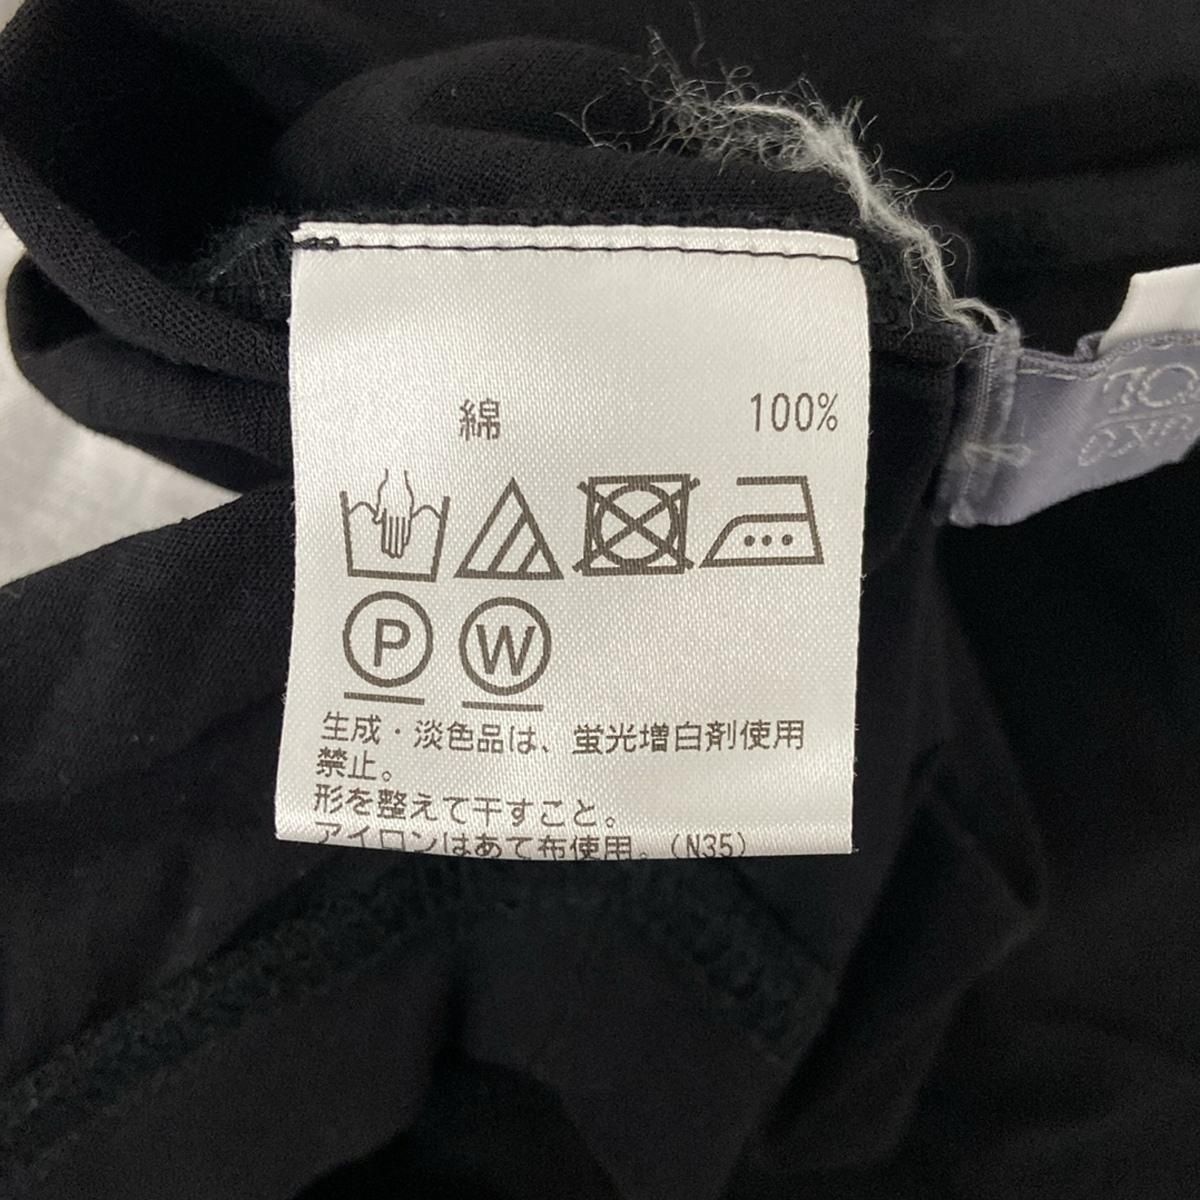 綿 100%
P W
生成・淡色品は、蛍光増白剤使用
禁止。
形を整えて干すこと。
アイロンはあて布使用。(N35)